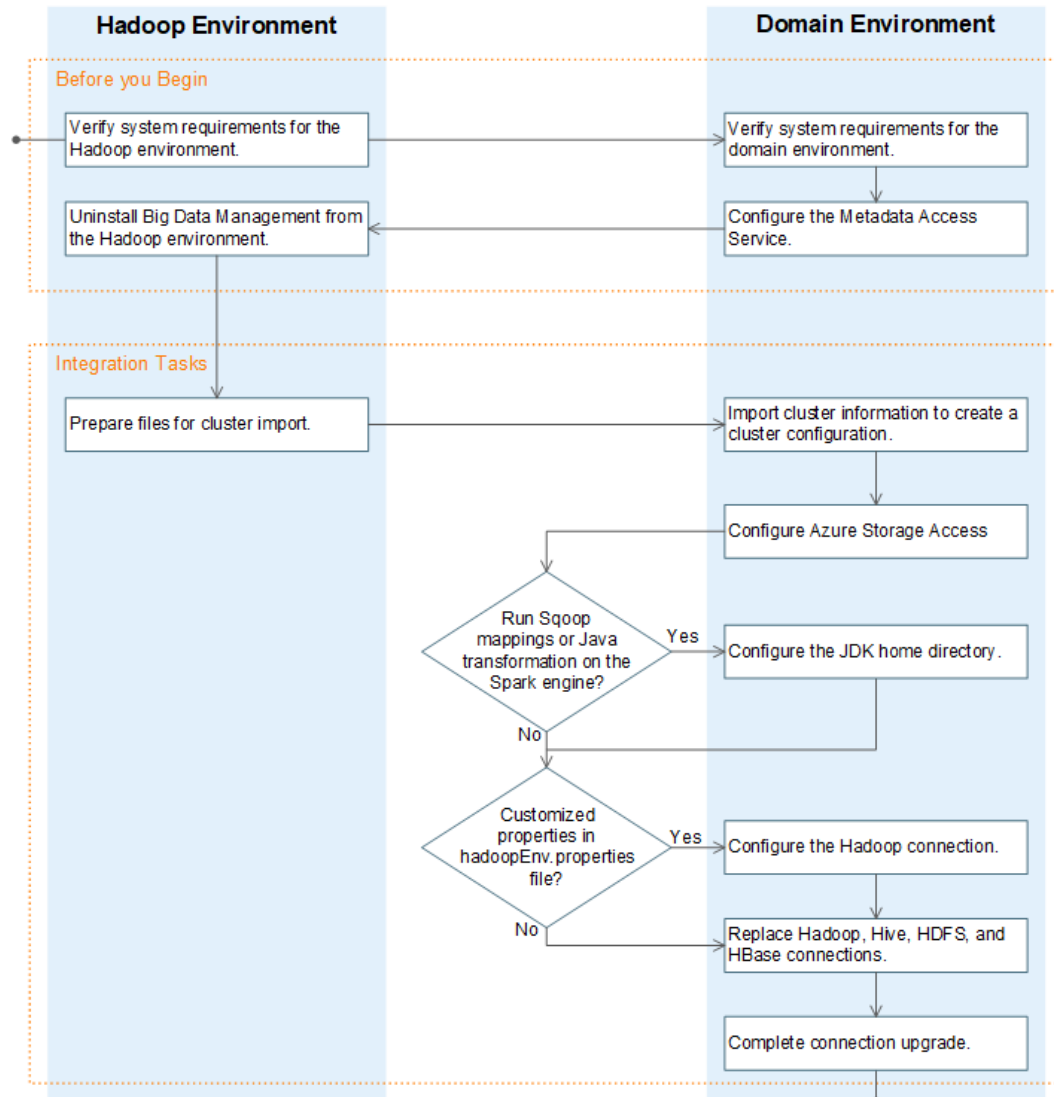 Hadoop Environment
Domain Environment
Before you Begin
Verify system requirements for the
Hadoop environment.
Verify system requirements for the
domain environment.
Uninstall Big Data Management from
the Hadoop environment.
Configure the Metadata Access
Service.
Integration Tasks
Prepare files for cluster import.
Import cluster information to create a
cluster configuration.
Configure Azure Storage Access
Run Sqoop
mappings or Java
transformation on the
Spark engine?
Yes
Configure the JDK home directory.
No
Customized
properties in
hadoopEnv.properties
file?
Yes
Configure the Hadoop connection.
No
Replace Hadoop, Hive, HDFS, and
HBase connections.
Complete connection upgrade.